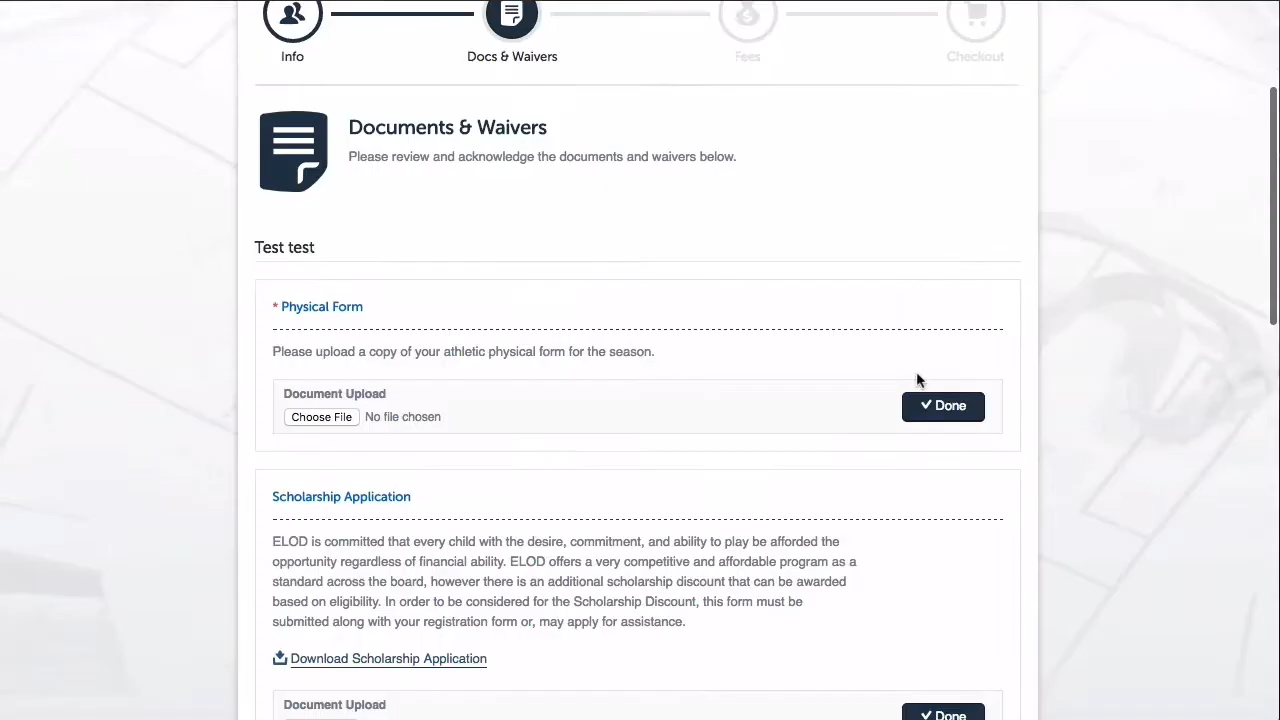 Info
Docs & Waivers
Fees
Checkout
Documents & Waivers
Please review and acknowledge the documents and waivers below.
Test test
* Physical Form
Please upload a copy of your athletic physical form for the season.
Document Upload
Choose File No file chosen
Done
Scholarship Application
ELOD is committed that every child with the desire, commitment, and ability to play be afforded the
opportunity regardless of financial ability. ELOD offers a very competitive and affordable program as a
standard across the board, however there is an additional scholarship discount that can be awarded
based on eligibility. In order to be considered for the Scholarship Discount, this form must be
submitted along with your registration form or, may apply for assistance.
Download Scholarship Application
Document Upload
Done